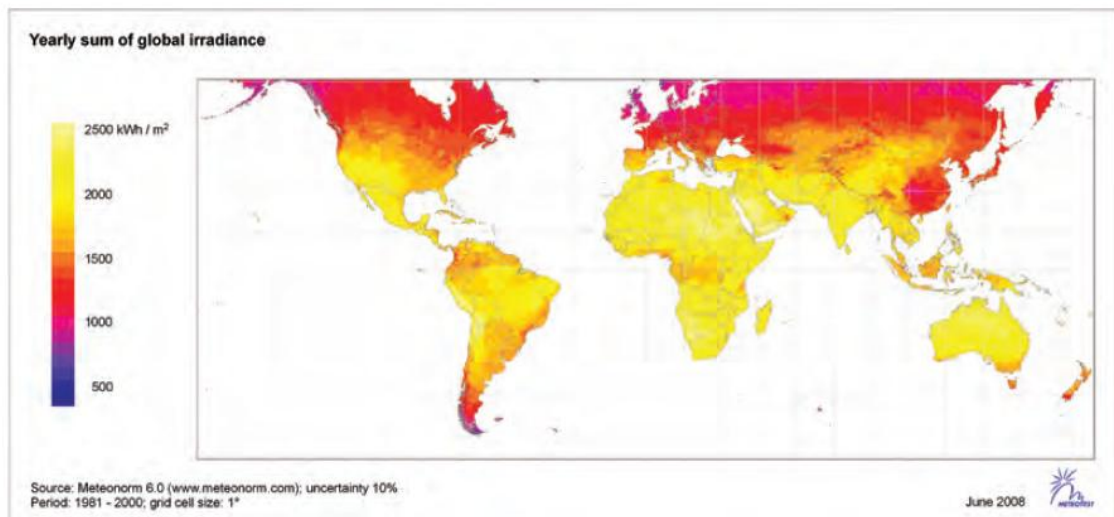 Yearly sum of global irradiance
2500 kWh / m²
2000
1500
1000
500
Source: Meteonorm 6.0 (www.meteonorm.com); uncertainty 10%
Period: 1981 - 2000; grid cell size: 1°
June 2008
METEOTEST